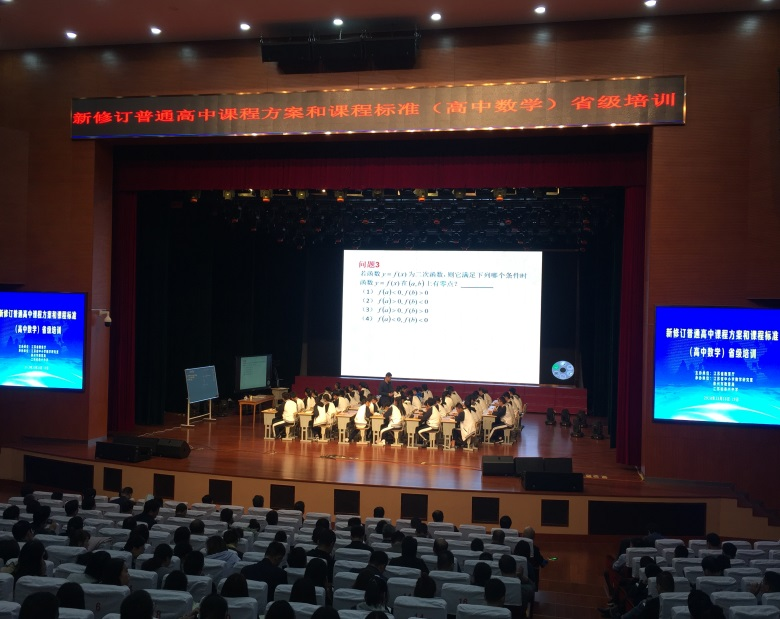 新修订普通高中课程方案和课程标准（高中数学）省级培训
问题3
若函数 y = f (x) 为二次函数, 则它满足下列哪个条件时
函数 y = f (x) 在 (a, b) 上有零点？
（1） f(a)<0, f(b)>0
（2） f(a)>0, f(b)<0
（3） f(a)>0, f(b)>0
（4） f(a)<0, f(b)<0
新修订普通高中课程方案和课程标准
（高中数学）省级培训
新修订普通高中课程方案和课程标准
（高中数学）省级培训